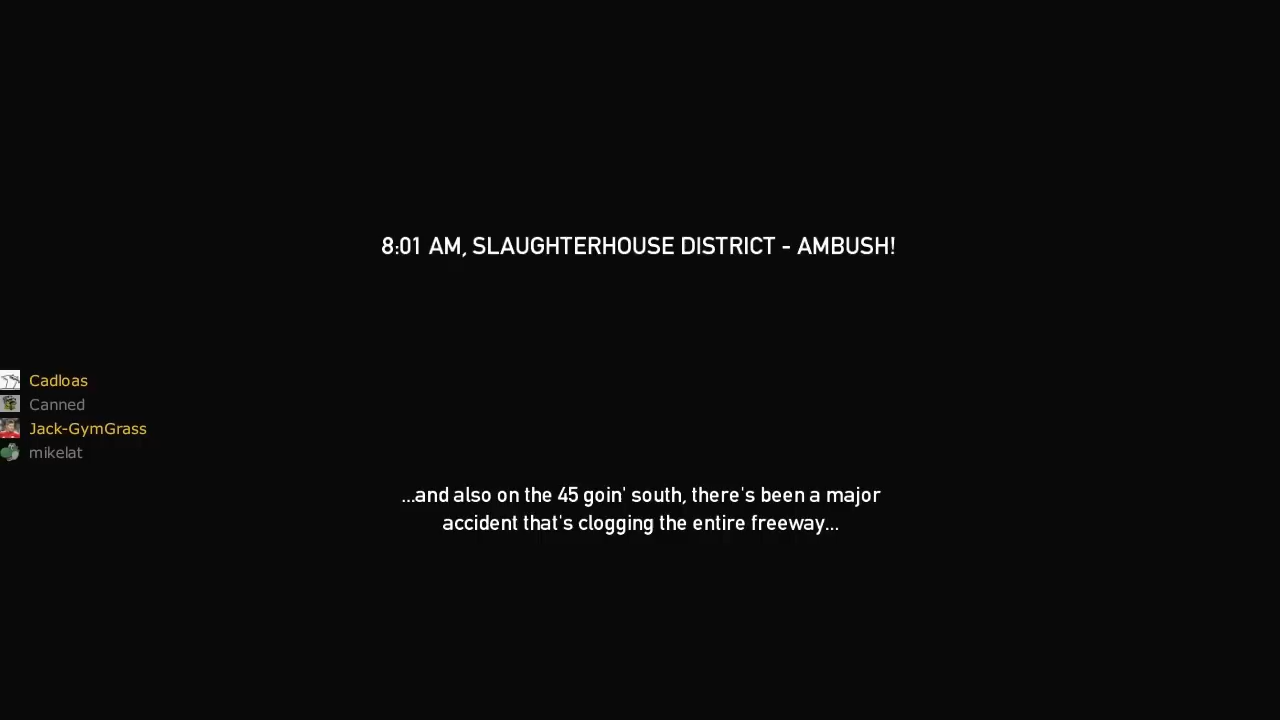 8:01 AM, SLAUGHTERHOUSE DISTRICT - AMBUSH!
Cadloas
Canned
Jack-GymGrass
mikelat
...and also on the 45 goin' south, there's been a major
accident that's clogging the entire freeway...